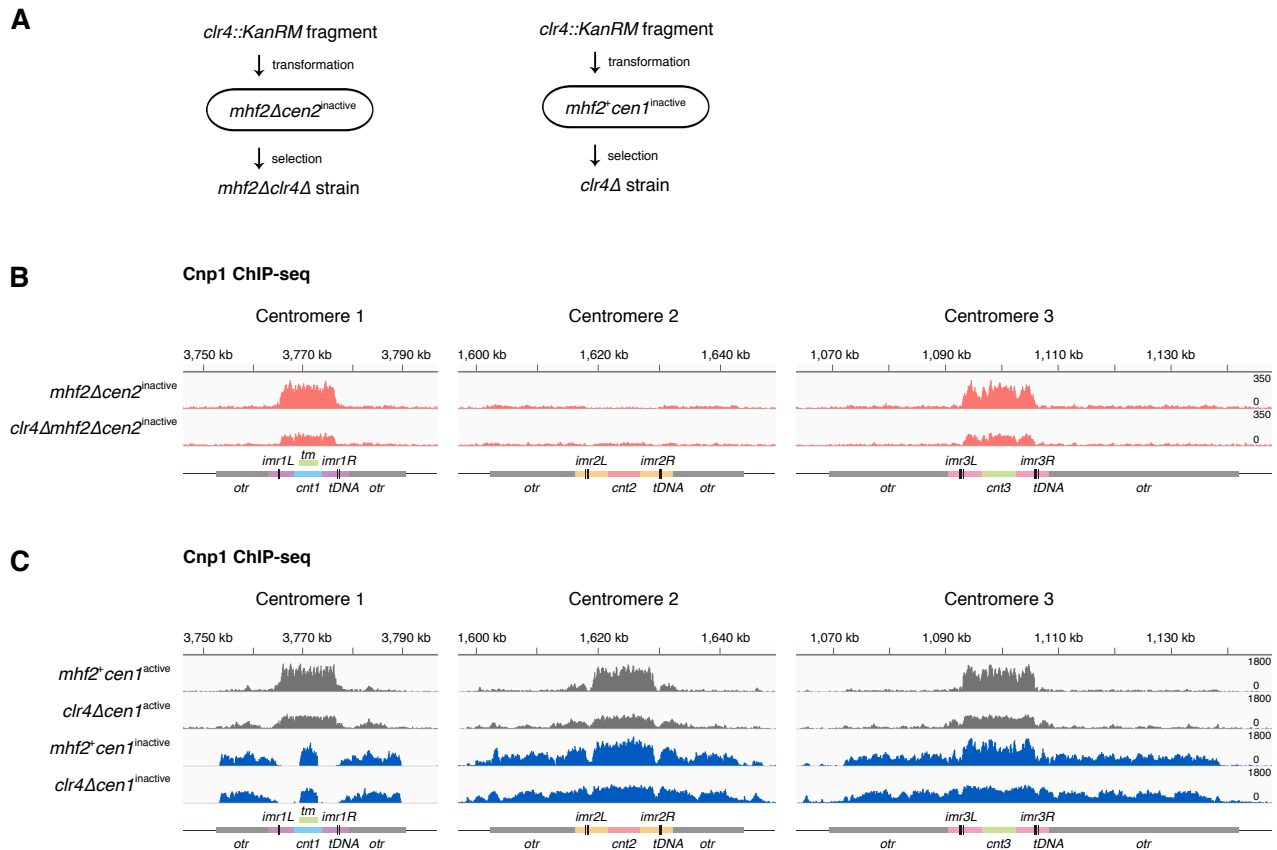 A
clr4::KanRM fragment
transformation
mhf2Δcen2inactive
selection
mhf2Δclr4Δ strain
clr4::KanRM fragment
transformation
mhf2+cen1inactive
selection
clr4Δ strain
B
Cnp1 ChIP-seq
Centromere 1 Centromere 2 Centromere 3
3,750 kb 3,770 kb 3,790 kb 1,600 kb 1,620 kb 1,640 kb 1,070 kb 1,090 kb 1,110 kb 1,130 kb
mhf2Δcen2inactive 350
0
clr4Δmhf2Δcen2inactive 350
0
imr1L tm imr1R imr2L imr2R imr3L imr3R
otr cnt1 tDNA otr otr cnt2 tDNA otr otr cnt3 tDNA otr
C
Cnp1 ChIP-seq
Centromere 1 Centromere 2 Centromere 3
3,750 kb 3,770 kb 3,790 kb 1,600 kb 1,620 kb 1,640 kb 1,070 kb 1,090 kb 1,110 kb 1,130 kb
mhf2+cen1active 1800
0
clr4Δcen1active 1800
0
mhf2+cen1inactive 1800
0
clr4Δcen1inactive 1800
0
imr1L tm imr1R imr2L imr2R imr3L imr3R
otr cnt1 tDNA otr otr cnt2 tDNA otr otr cnt3 tDNA otr